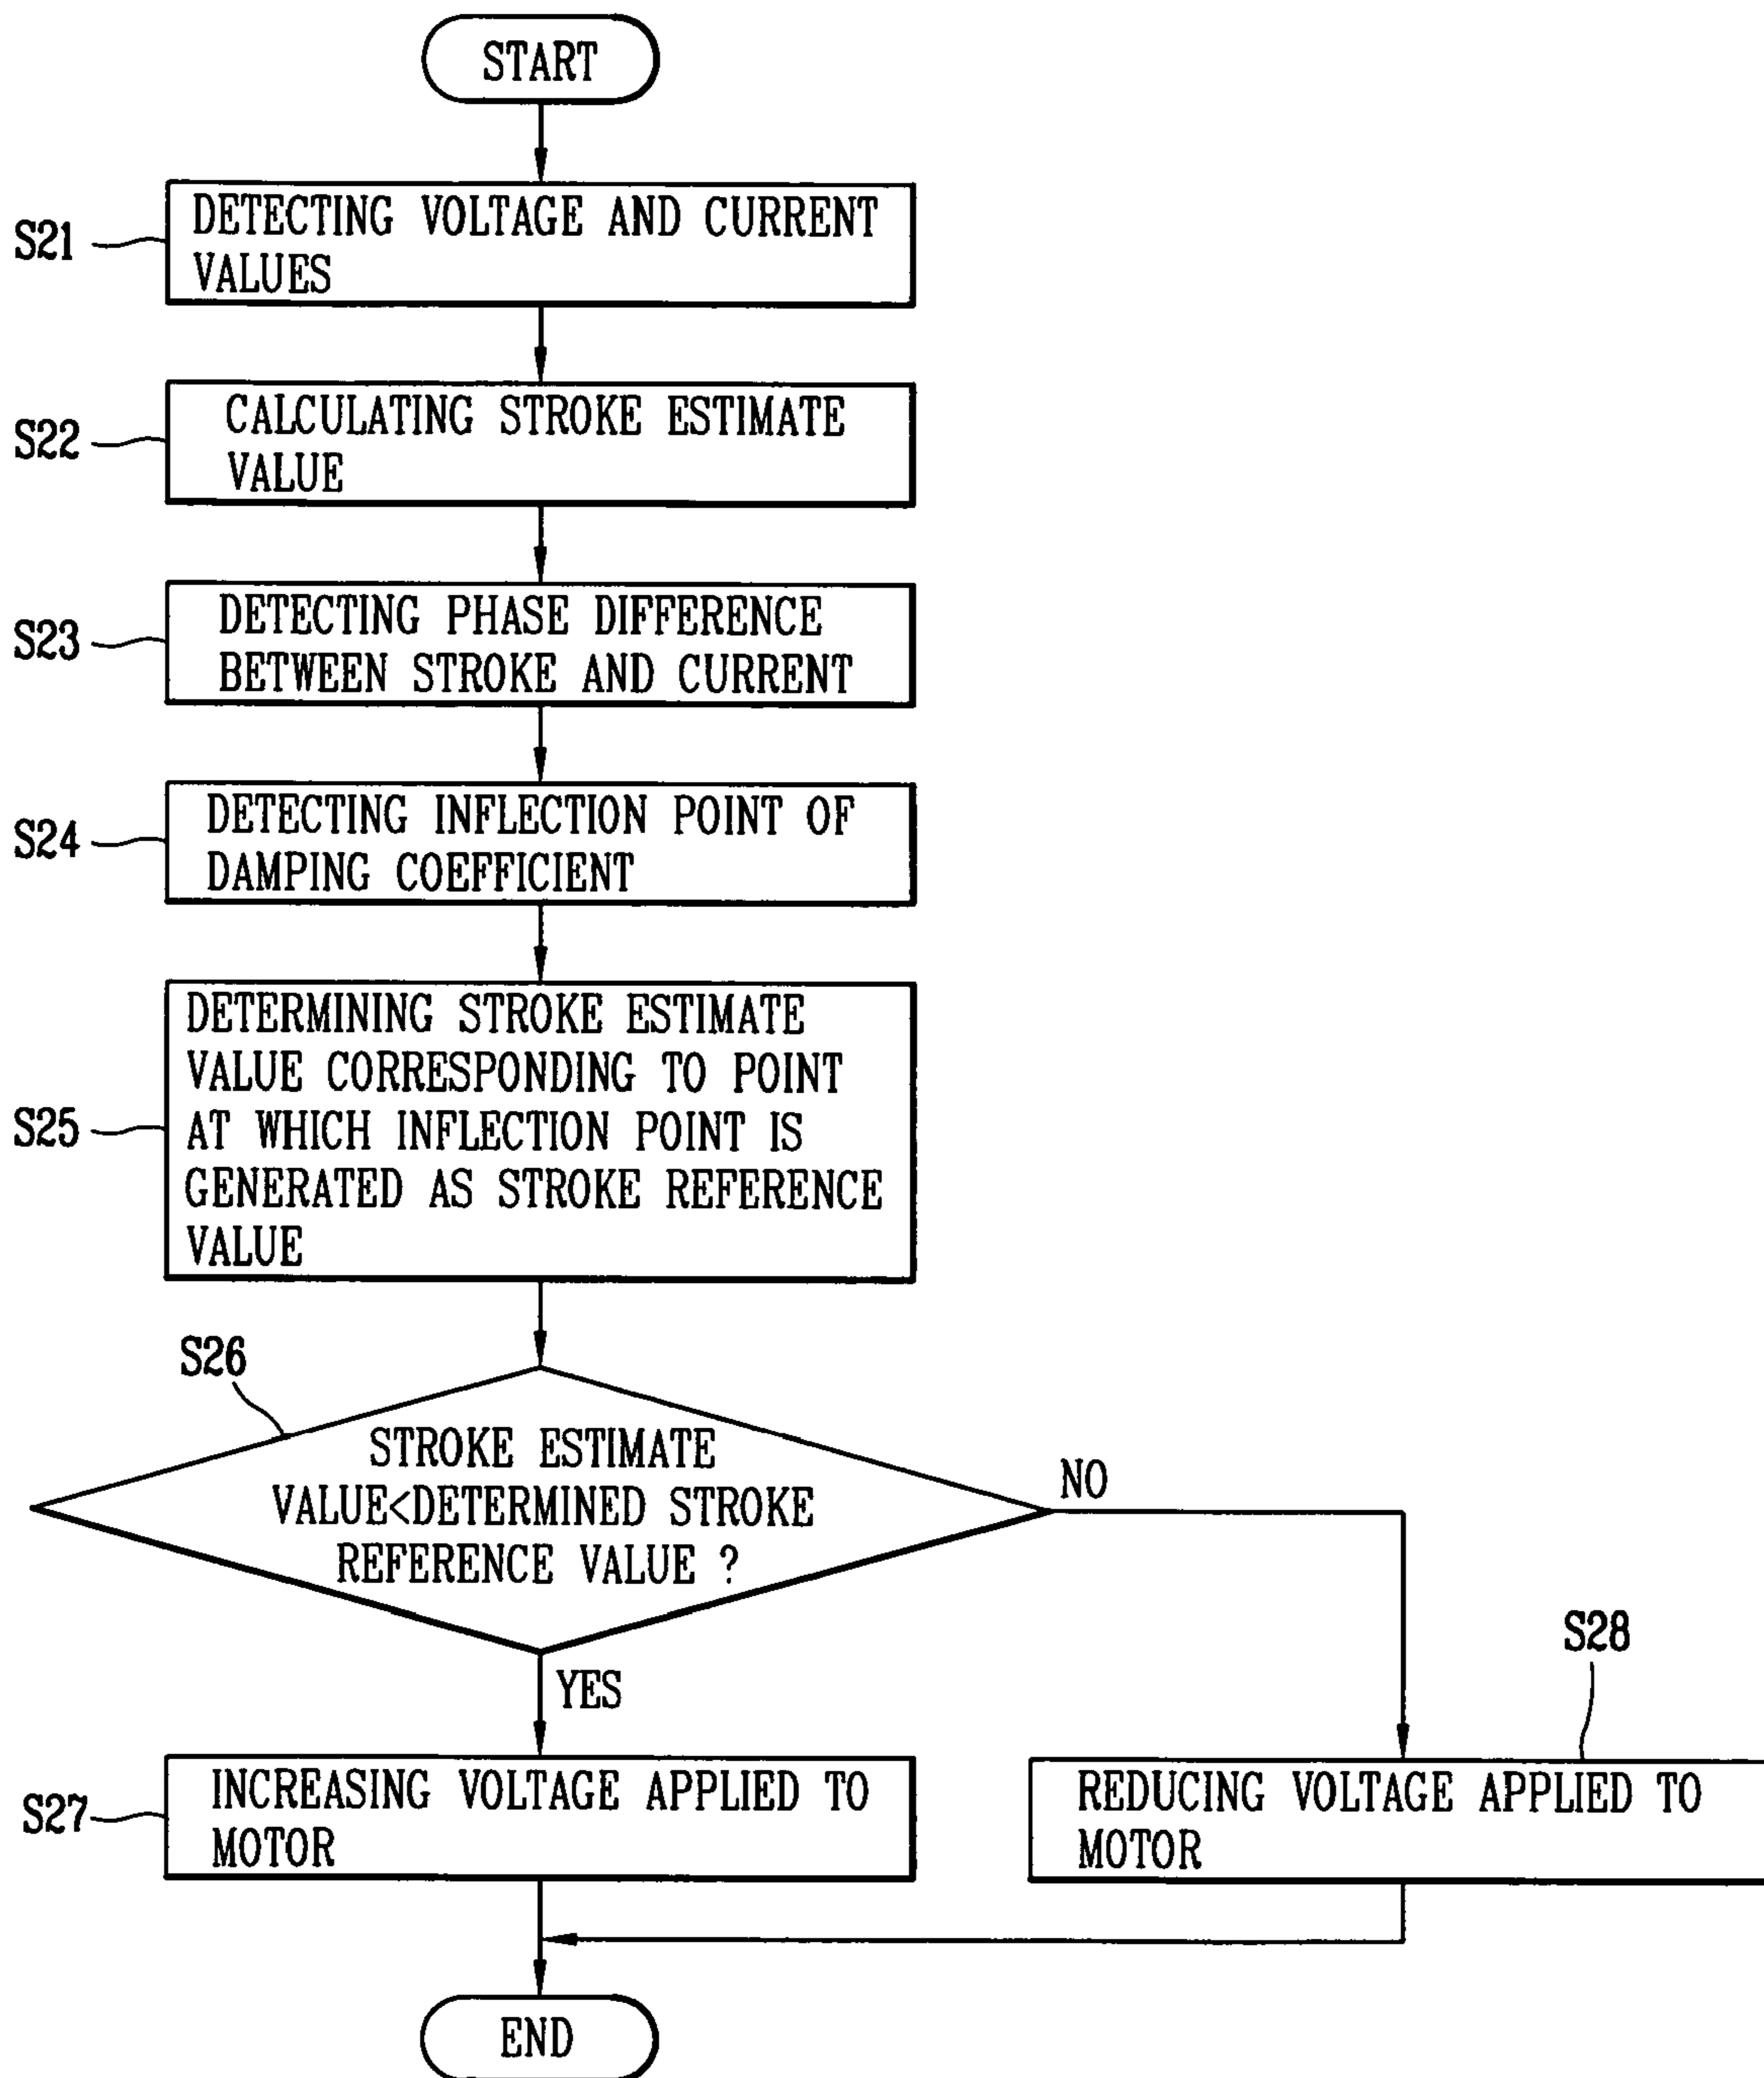 START
S21
DETECTING VOLTAGE AND CURRENT
VALUES
S22
CALCULATING STROKE ESTIMATE
VALUE
S23
DETECTING PHASE DIFFERENCE
BETWEEN STROKE AND CURRENT
S24
DETECTING INFLECTION POINT OF
DAMPING COEFFICIENT
S25
DETERMINING STROKE ESTIMATE
VALUE CORRESPONDING TO POINT
AT WHICH INFLECTION POINT IS
GENERATED AS STROKE REFERENCE
VALUE
S26
STROKE ESTIMATE
VALUE<DETERMINED STROKE
REFERENCE VALUE ?
NO
YES
S27
INCREASING VOLTAGE APPLIED TO
MOTOR
S28
REDUCING VOLTAGE APPLIED TO
MOTOR
END